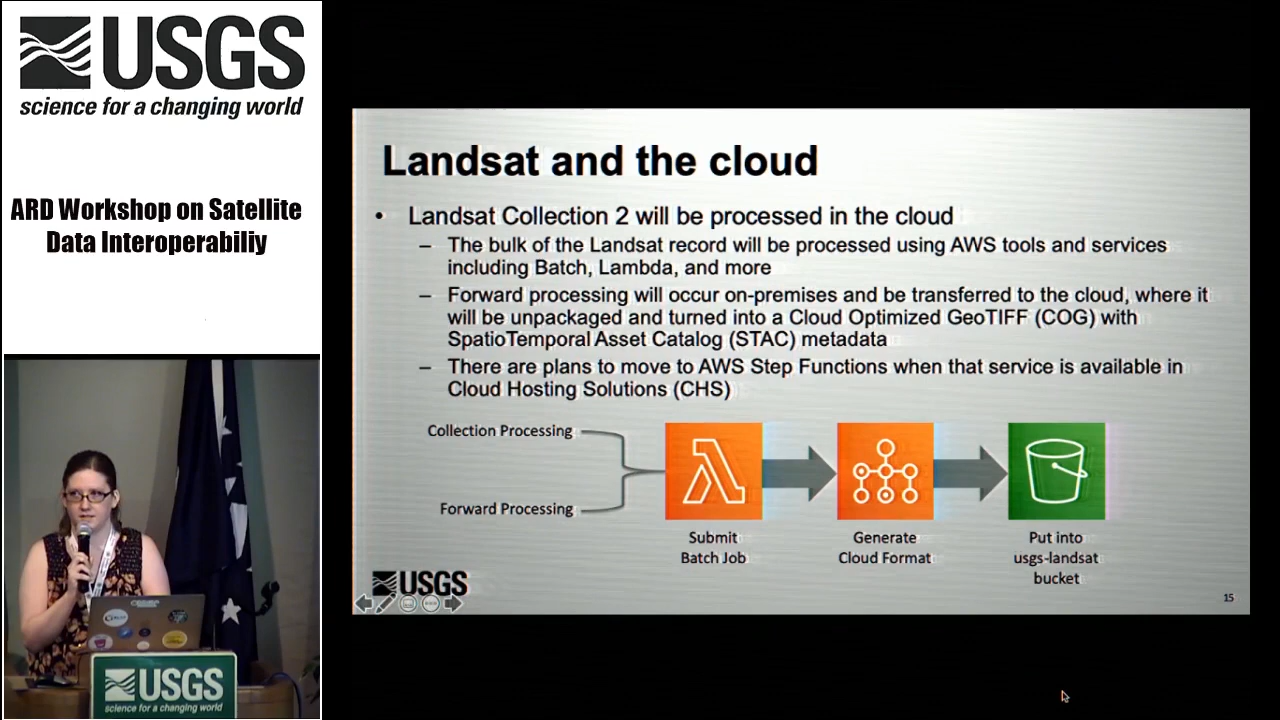 USGS
science for a changing world
ARD Workshop on Satellite
Data Interoperabiliy
Landsat and the cloud
• Landsat Collection 2 will be processed in the cloud
– The bulk of the Landsat record will be processed using AWS tools and services
including Batch, Lambda, and more
– Forward processing will occur on-premises and be transferred to the cloud, where it
will be unpackaged and turned into a Cloud Optimized GeoTIFF (COG) with
SpatioTemporal Asset Catalog (STAC) metadata
– There are plans to move to AWS Step Functions when that service is available in
Cloud Hosting Solutions (CHS)
Collection Processing
Forward Processing
Submit
Batch Job
Generate
Cloud Format
Put into
usgs-landsat
bucket
USGS
15
USGS
science for a changing world